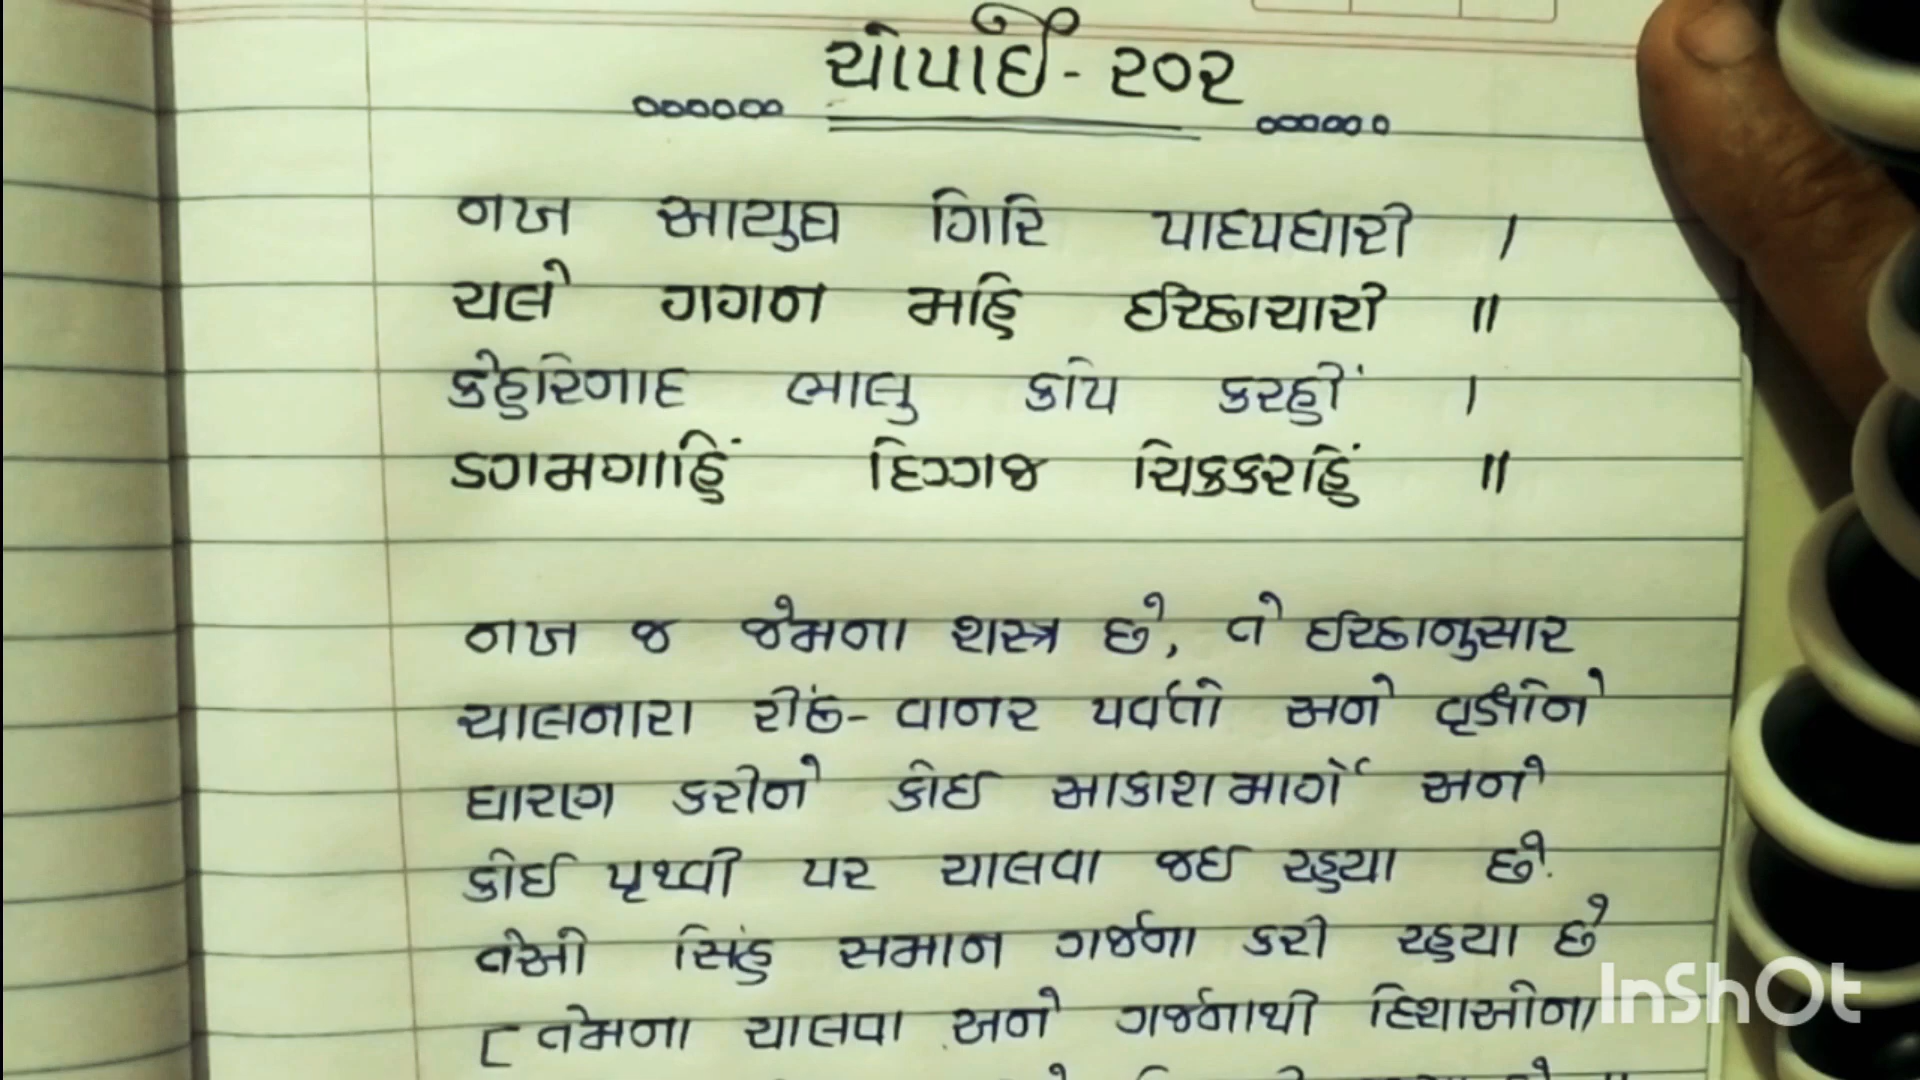 ચોપાઈ - ૨૦૨
નખ આયુધ ગિરિ પાદપધારી ।
ચલે ગગન મહિ ઈચ્છાચારી ॥
કેહરિનાદ ભાલુ કપિ કરહીં ।
ડગમગાહિં દિગ્ગજ ચિક્કરહિં ॥
નખ જ જેમના શસ્ત્ર છે, તે ઈચ્છાનુસાર
ચાલનારા રીંછ- વાનર પર્વતો અને વૃક્ષોને
ધારણ કરીને કોઈ આકાશમાર્ગે અને
કોઈ પૃથ્વી પર ચાલવા જઈ રહ્યા છે.
તેઓ સિંહ સમાન ગર્જના કરી રહ્યા છે
[ તેમના ચાલવા અને ગર્જનાથી દિશાઓના
InShOt